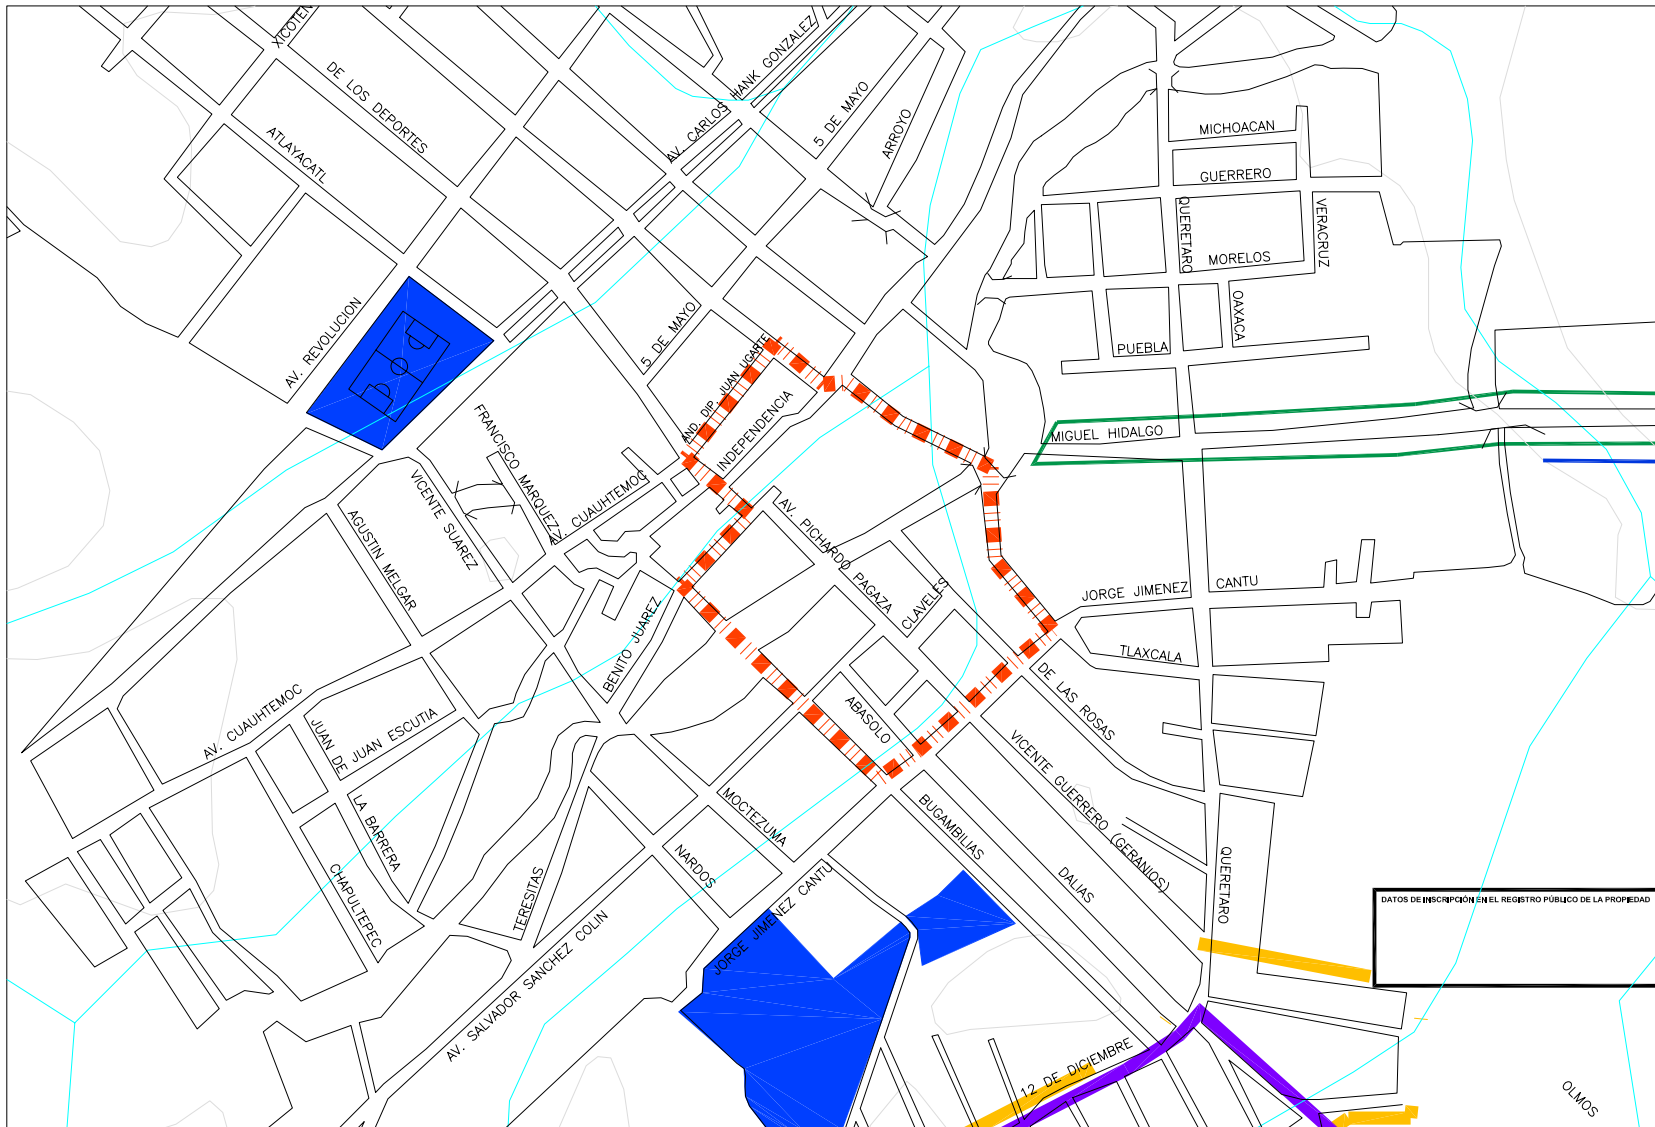 XICOTEN
DE LOS DEPORTES
ATLAYACATL
AV. CARLOS HANK GONZALEZ
5 DE MAYO
ARROYO
MICHOACAN
GUERRERO
QUERETARO
VERACRUZ
MORELOS
OAXACA
PUEBLA
AV. REVOLUCION
5 DE MAYO
AND. DIP. JUAN UGARTE
INDEPENDENCIA
MIGUEL HIDALGO
FRANCISCO MARQUEZ
CUAUHTEMOC
VICENTE SUAREZ
AGUSTIN MELGAR
AV. PICHARDO PAGAZA
CLAVELES
JORGE JIMENEZ
CANTU
TLAXCALA
BENITO JUAREZ
DE LAS ROSAS
ABASOLO
AV. CUAUHTEMOC
JUAN DE
LA BARRERA
JUAN ESCUTIA
VICENTE GUERRERO (GERANIOS)
MOCTEZUMA
BUGAMBILIAS
DALIAS
QUERETARO
NARDOS
CHAPULTEPEC
TERESITAS
JORGE JIMENEZ CANTU
AV. SALVADOR SANCHEZ COLIN
DATOS DE INSCRIPCIÓN EN EL REGISTRO PÚBLICO DE LA PROPIEDAD
12 DE DICIEMBRE
OLMOS